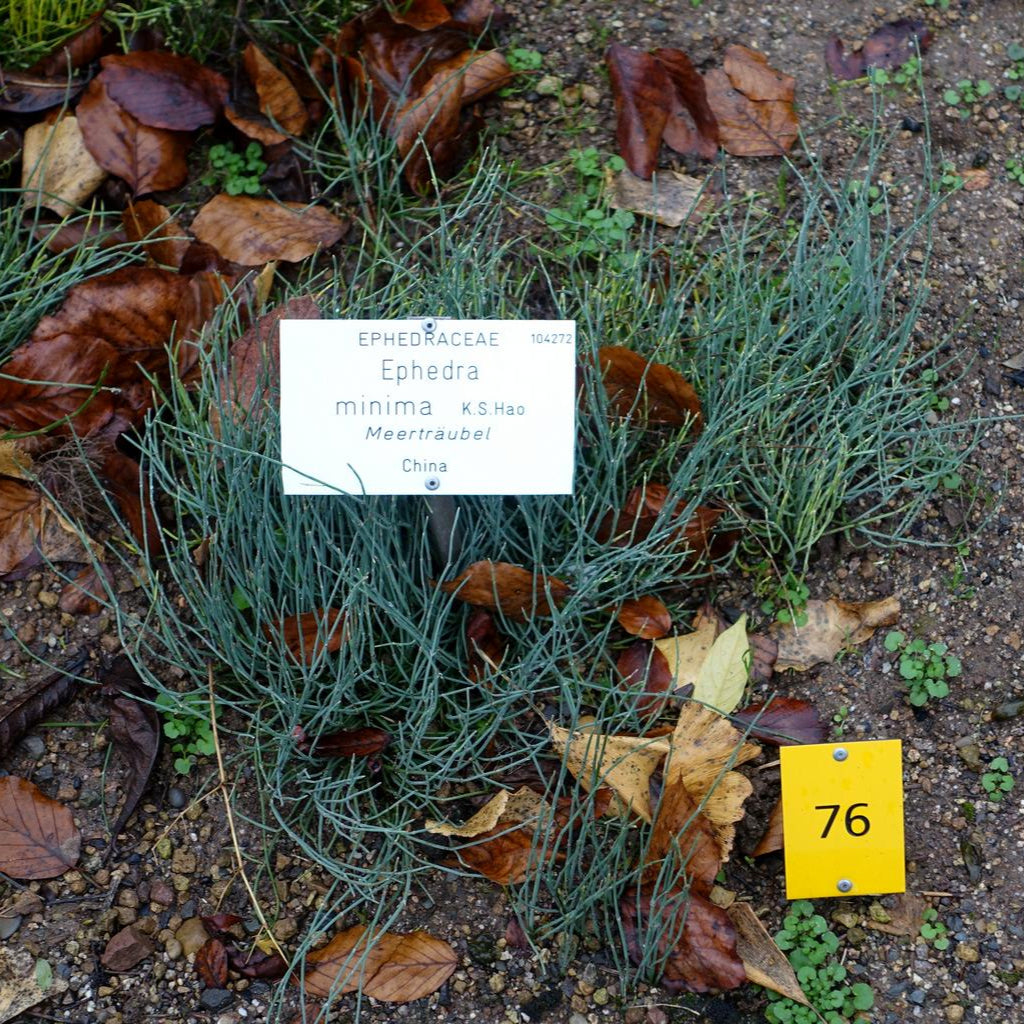 EPHEDRACEAE 104272
Ephedra
minima K.S.Hao
Meerträubel
China
76